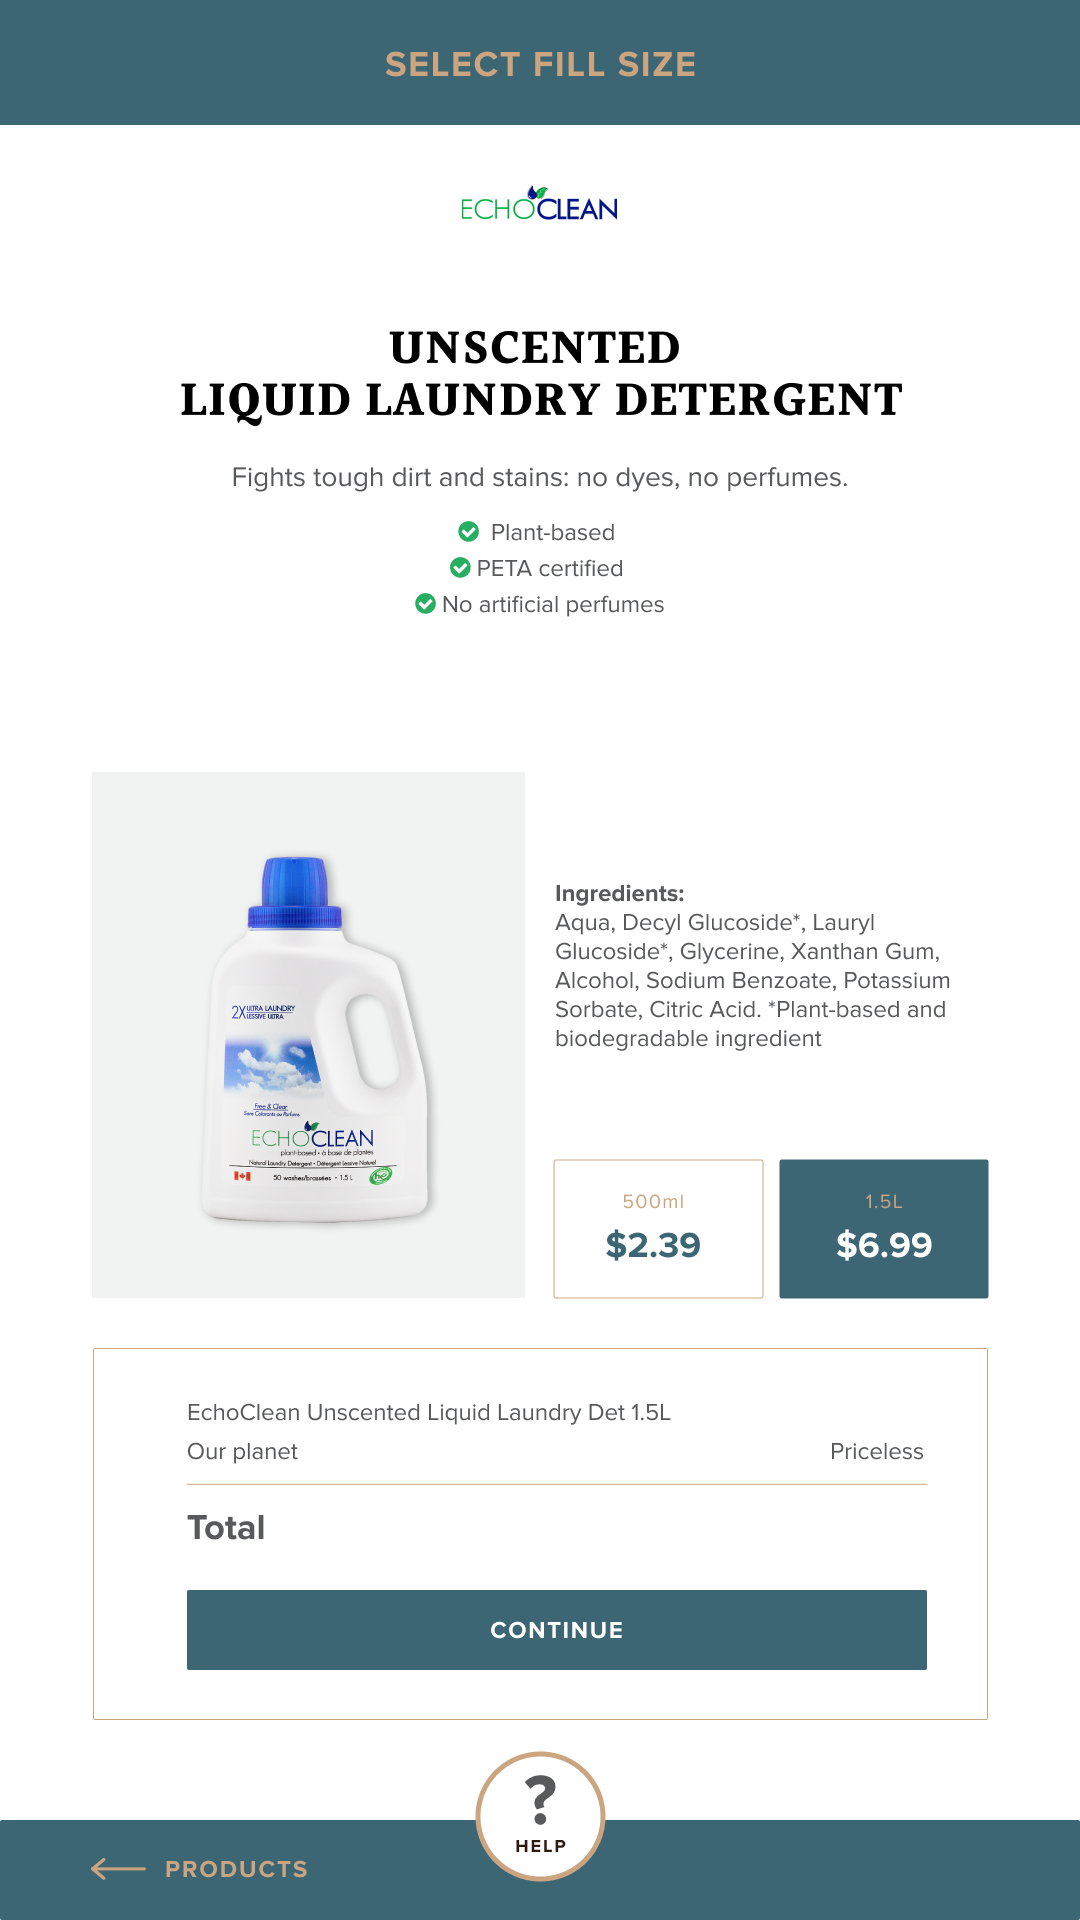 SELECT FILL SIZE
ECHOCLEAN
UNSCENTED
LIQUID LAUNDRY DETERGENT
Fights tough dirt and stains: no dyes, no perfumes.
Plant-based
PETA certified
No artificial perfumes
2X ULTRA LAUNDRY
LESSIVE ULTRA
Free & Clear
Sans Colorants ou Parfums
ECHOCLEAN
plant-based • à base de plantes
Natural Laundry Detergent • Détergent Lessive Naturel
50 washes/brassées • 1.5 L
he
Ingredients:
Aqua, Decyl Glucoside*, Lauryl
Glucoside*, Glycerine, Xanthan Gum,
Alcohol, Sodium Benzoate, Potassium
Sorbate, Citric Acid. *Plant-based and
biodegradable ingredient
500ml
$2.39
1.5L
$6.99
EchoClean Unscented Liquid Laundry Det 1.5L
Our planet Priceless
Total
CONTINUE
?
HELP
PRODUCTS